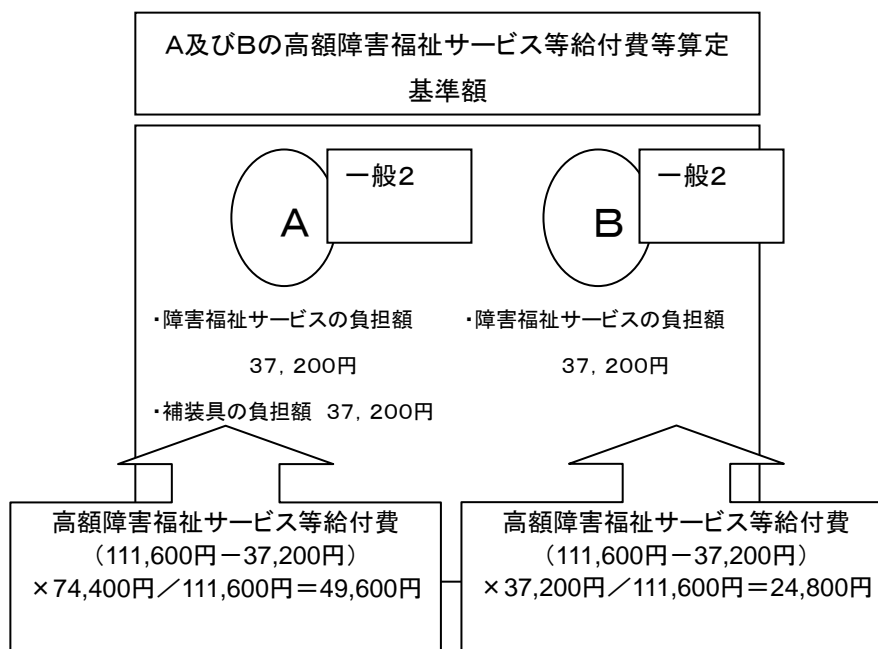 A及びBの高額障害福祉サービス等給付費等算定
基準額
A
一般2
B
一般2
・障害福祉サービスの負担額
37，200円
・補装具の負担額 37，200円
・障害福祉サービスの負担額
37，200円
高額障害福祉サービス等給付費
（111,600円－37,200円）
×74,400円／111,600円＝49,600円
高額障害福祉サービス等給付費
（111,600円－37,200円）
×37,200円／111,600円＝24,800円